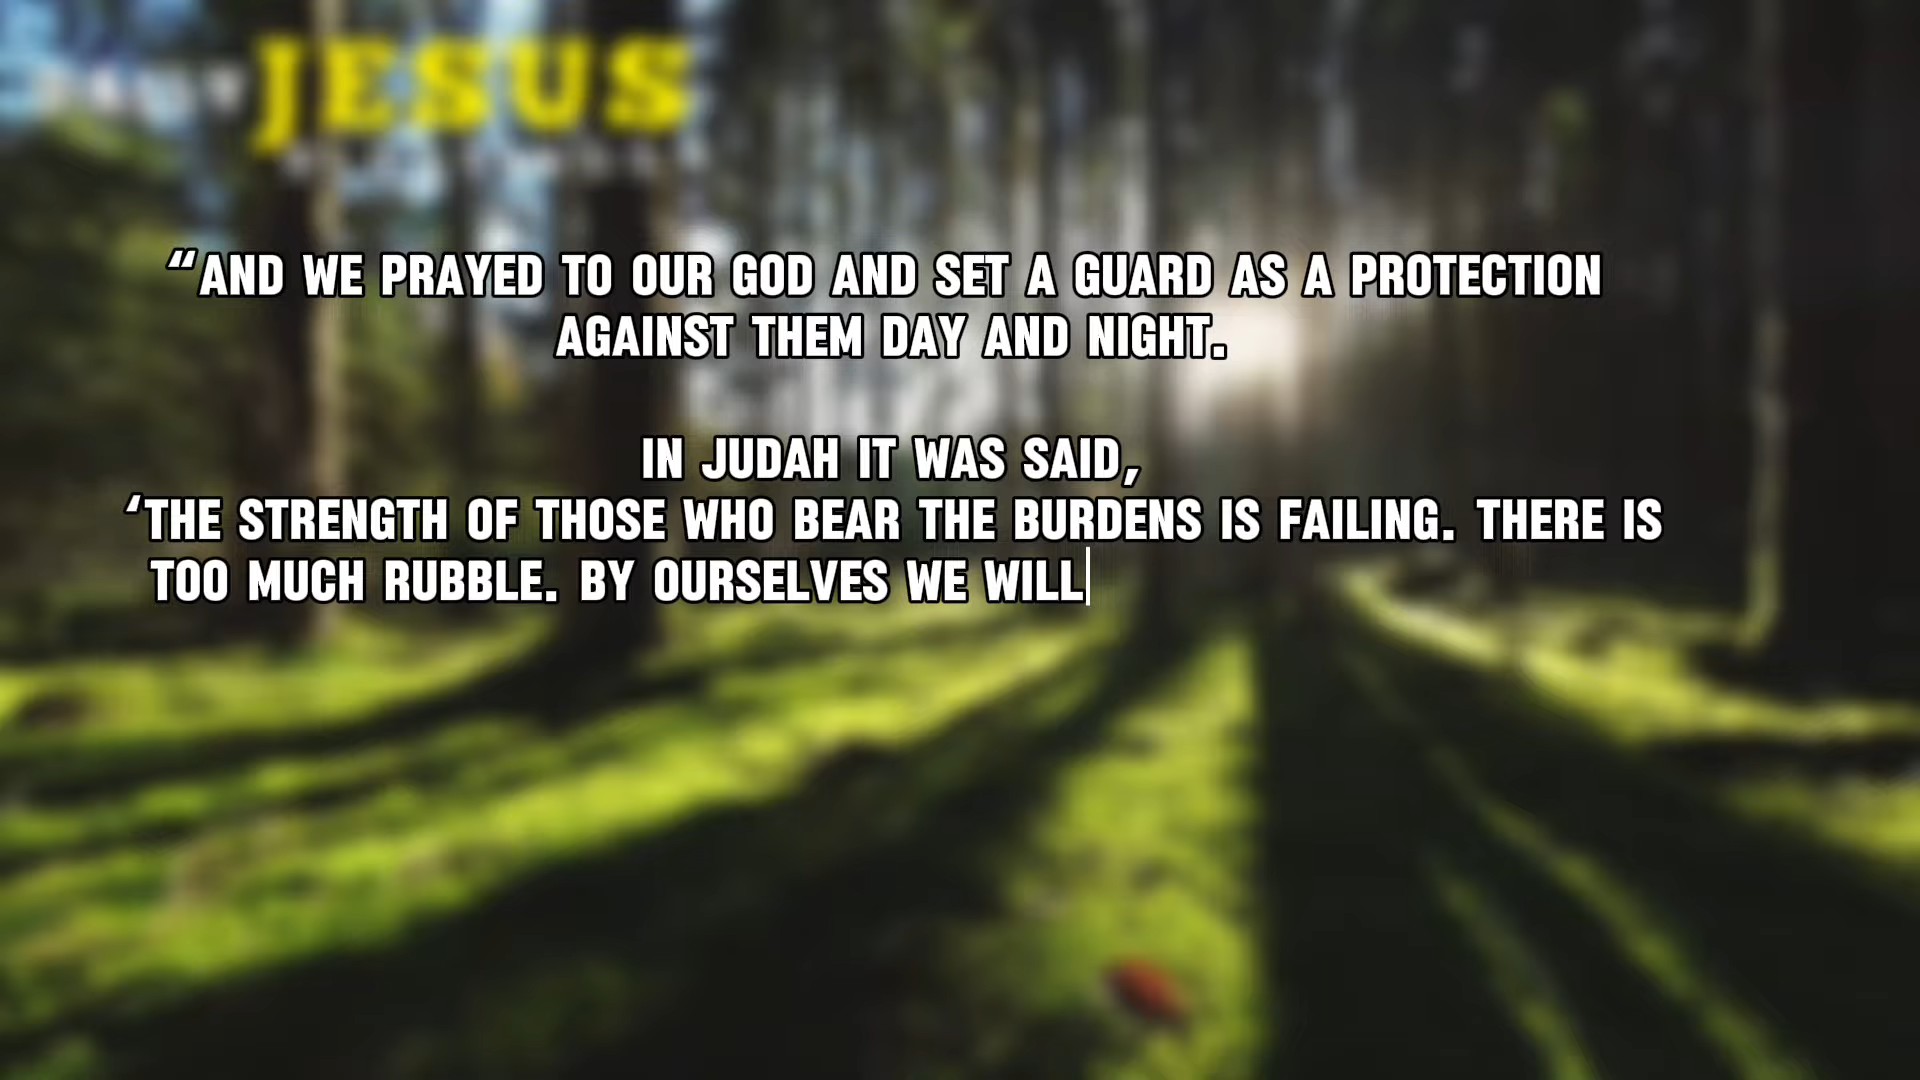 JESUS
“AND WE PRAYED TO OUR GOD AND SET A GUARD AS A PROTECTION
AGAINST THEM DAY AND NIGHT.
IN JUDAH IT WAS SAID,
‘THE STRENGTH OF THOSE WHO BEAR THE BURDENS IS FAILING. THERE IS
TOO MUCH RUBBLE. BY OURSELVES WE WILL